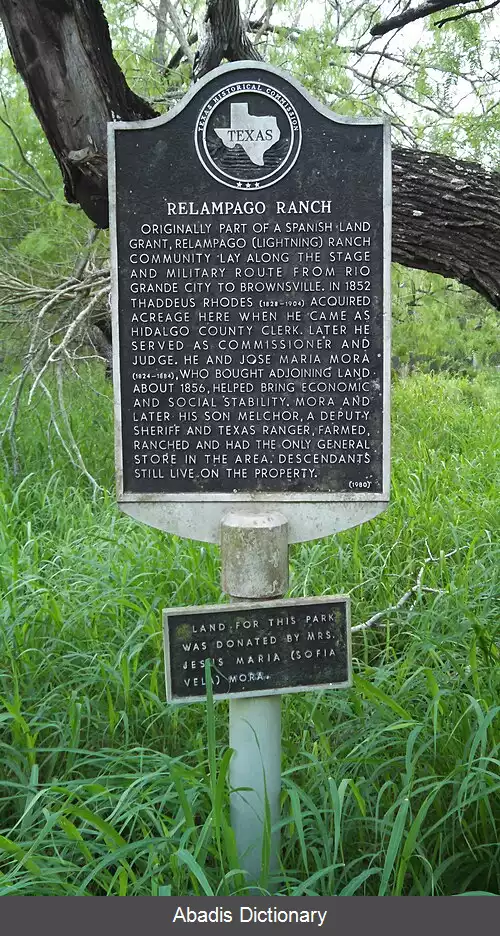 TEXAS HISTORICAL COMMISSION
TEXAS
RELAMPAGO RANCH
ORIGINALLY PART OF A SPANISH LAND
GRANT, RELAMPAGO (LIGHTNING) RANCH
COMMUNITY LAY ALONG THE STAGE
AND MILITARY ROUTE FROM RIO
GRANDE CITY TO BROWNSVILLE. IN 1852
THADDEUS RHODES (1828-1904) ACQUIRED
ACREAGE HERE WHEN HE CAME AS
HIDALGO COUNTY CLERK. LATER HE
SERVED AS COMMISSIONER AND
JUDGE. HE AND JOSE MARIA MORA
(1824-1884), WHO BOUGHT ADJOINING LAND
ABOUT 1856, HELPED BRING ECONOMIC
AND SOCIAL STABILITY. MORA AND
LATER HIS SON MELCHOR, A DEPUTY
SHERIFF AND TEXAS RANGER, FARMED,
RANCHED AND HAD THE ONLY GENERAL
STORE IN THE AREA. DESCENDANTS
STILL LIVE ON THE PROPERTY.
(1980)
LAND FOR THIS PARK
WAS DONATED BY MRS.
JESUS MARIA (SOFIA
VELA) MORA.
Abadis Dictionary